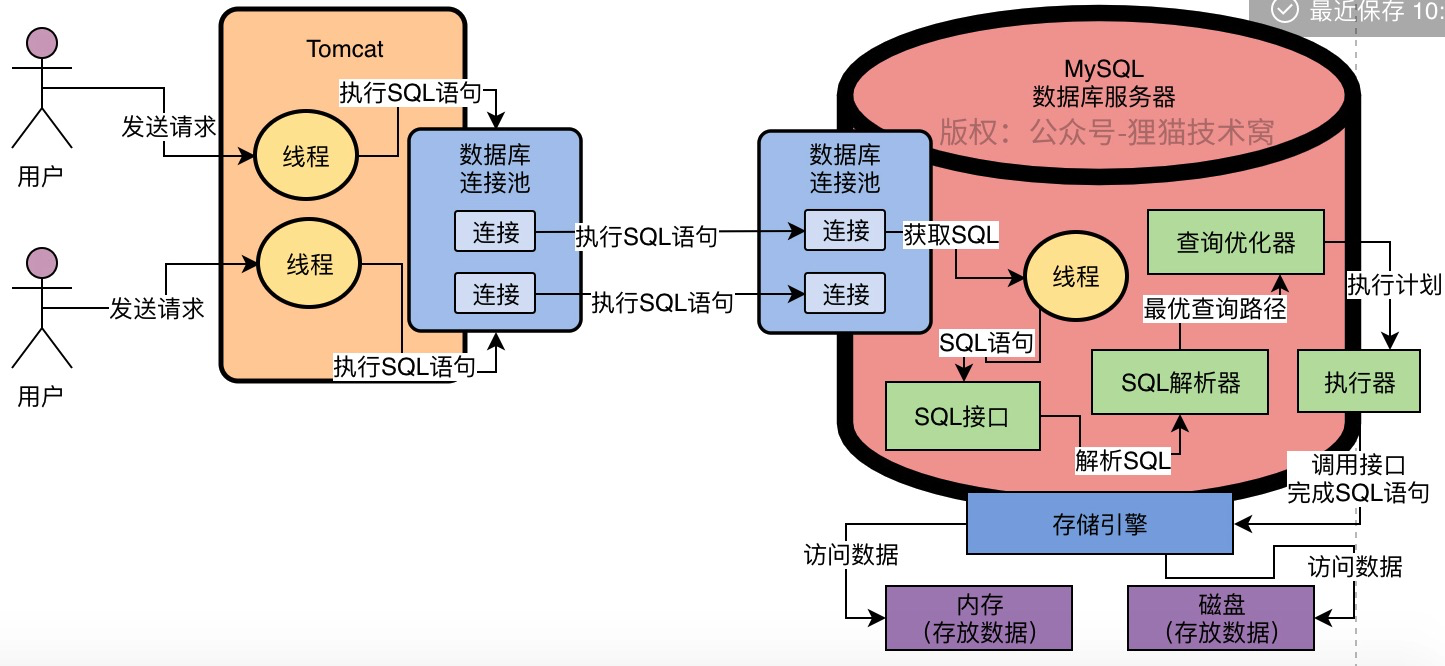 最近保存 10:
Tomcat
MySQL
数据库服务器
版权：公众号-狸猫技术窝
执行SQL语句
发送请求
线程
用户
数据库
连接池
连接
执行SQL语句
连接
数据库
连接池
连接
执行SQL语句
连接
获取SQL
线程
查询优化器
执行计划
发送请求
线程
用户
执行SQL语句
最优查询路径
SQL语句
SQL接口
解析SQL
SQL解析器
执行器
调用接口
完成SQL语句
存储引擎
访问数据
访问数据
内存
（存放数据）
磁盘
（存放数据）